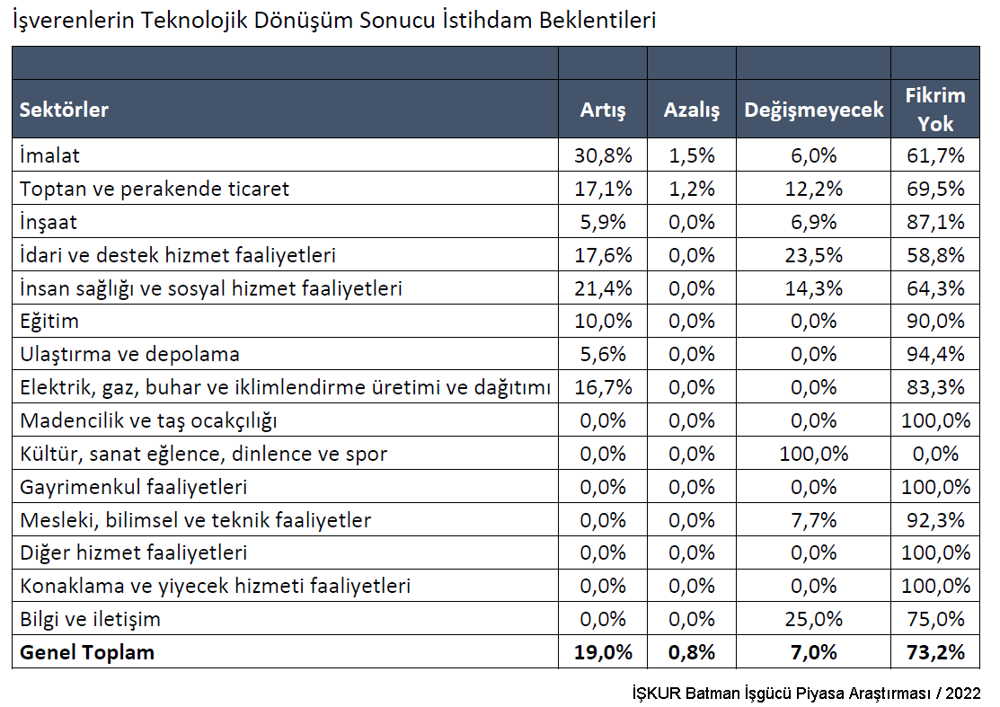 İşverenlerin Teknolojik Dönüşüm Sonucu İstihdam Beklentileri
Sektörler Artış Azalış Değişmeyecek Fikrim Yok
İmalat 30,8% 1,5% 6,0% 61,7%
Toptan ve perakende ticaret 17,1% 1,2% 12,2% 69,5%
İnşaat 5,9% 0,0% 6,9% 87,1%
İdari ve destek hizmet faaliyetleri 17,6% 0,0% 23,5% 58,8%
İnsan sağlığı ve sosyal hizmet faaliyetleri 21,4% 0,0% 14,3% 64,3%
Eğitim 10,0% 0,0% 0,0% 90,0%
Ulaştırma ve depolama 5,6% 0,0% 0,0% 94,4%
Elektrik, gaz, buhar ve iklimlendirme üretimi ve dağıtımı 16,7% 0,0% 0,0% 83,3%
Madencilik ve taş ocakçılığı 0,0% 0,0% 0,0% 100,0%
Kültür, sanat eğlence, dinlence ve spor 0,0% 0,0% 100,0% 0,0%
Gayrimenkul faaliyetleri 0,0% 0,0% 0,0% 100,0%
Mesleki, bilimsel ve teknik faaliyetler 0,0% 0,0% 7,7% 92,3%
Diğer hizmet faaliyetleri 0,0% 0,0% 0,0% 100,0%
Konaklama ve yiyecek hizmeti faaliyetleri 0,0% 0,0% 0,0% 100,0%
Bilgi ve iletişim 0,0% 0,0% 25,0% 75,0%
Genel Toplam 19,0% 0,8% 7,0% 73,2%
İŞKUR Batman İşgücü Piyasa Araştırması / 2022